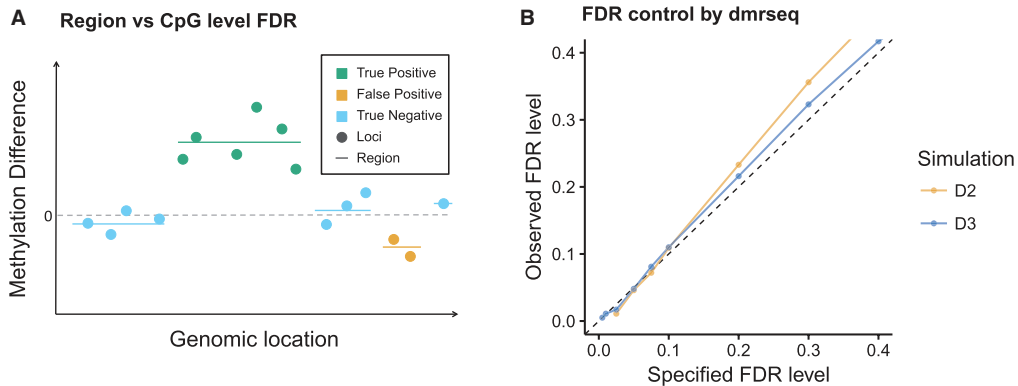 A
Region vs CpG level FDR
Methylation Difference
0
True Positive
False Positive
True Negative
Loci
Region
Genomic location
B
FDR control by dmrseq
Observed FDR level
0.4
0.3
0.2
0.1
0.0
0.0 0.1 0.2 0.3 0.4
Specified FDR level
Simulation
D2
D3